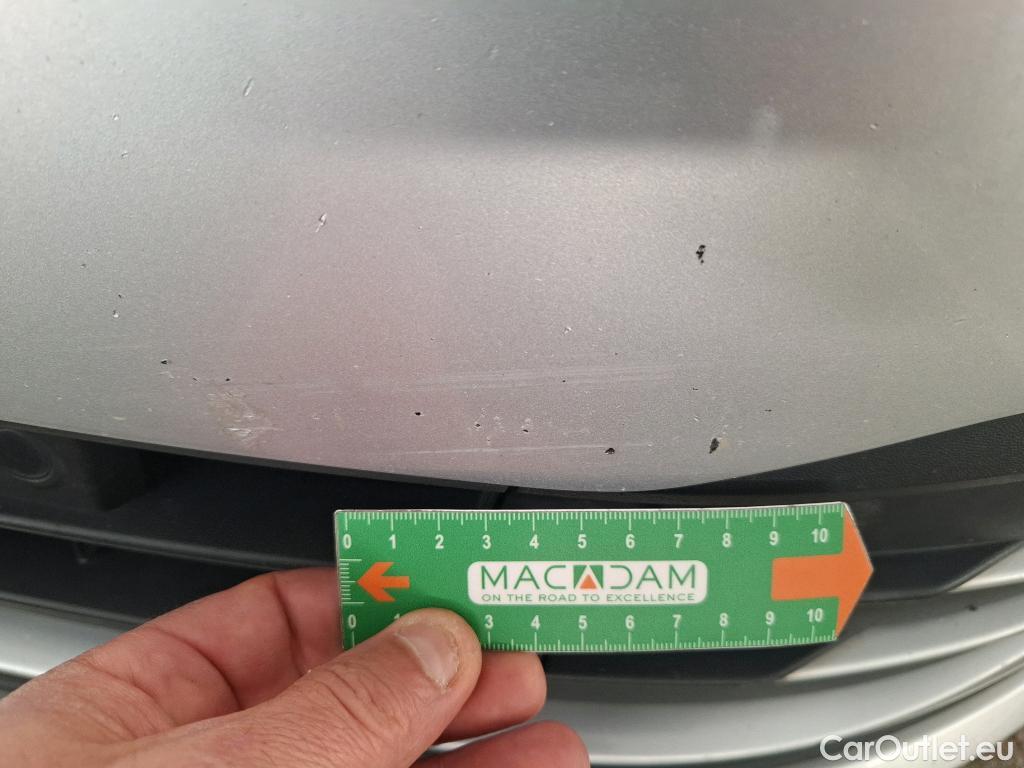 0 1 2 3 4 5 6 7 8 9 10
MACADAM
ON THE ROAD TO EXCELLENCE
0 1 3 4 5 6 7 8 9 10
CarOutlet.eu